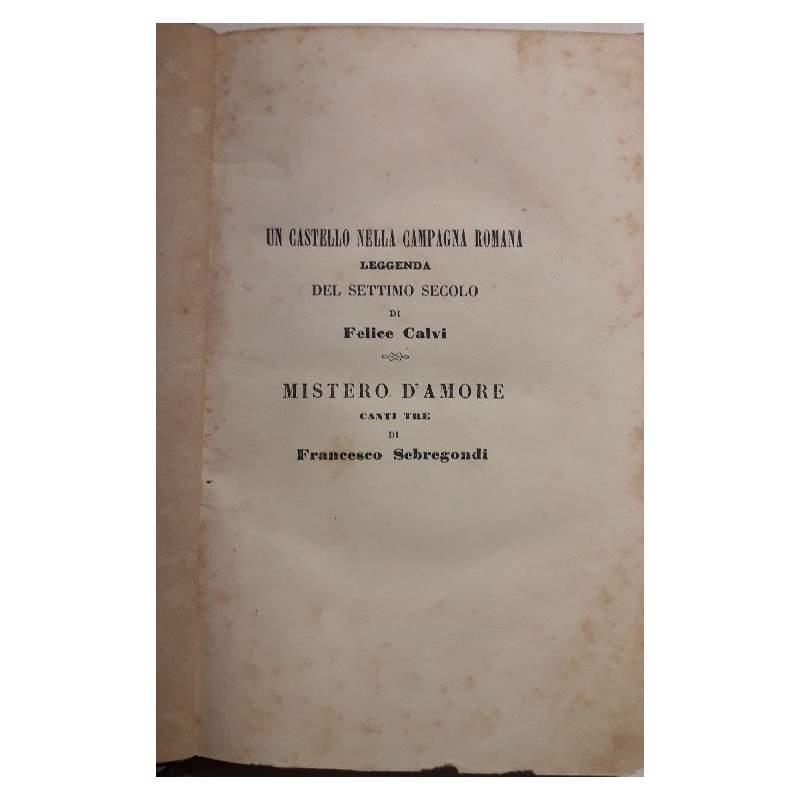 UN CASTELLO NELLA CAMPAGNA ROMANA
LEGGENDA
DEL SETTIMO SECOLO
DI
Felice Calvi
MISTERO D'AMORE
CANTI TRE
DI
Francesco Sebregondi